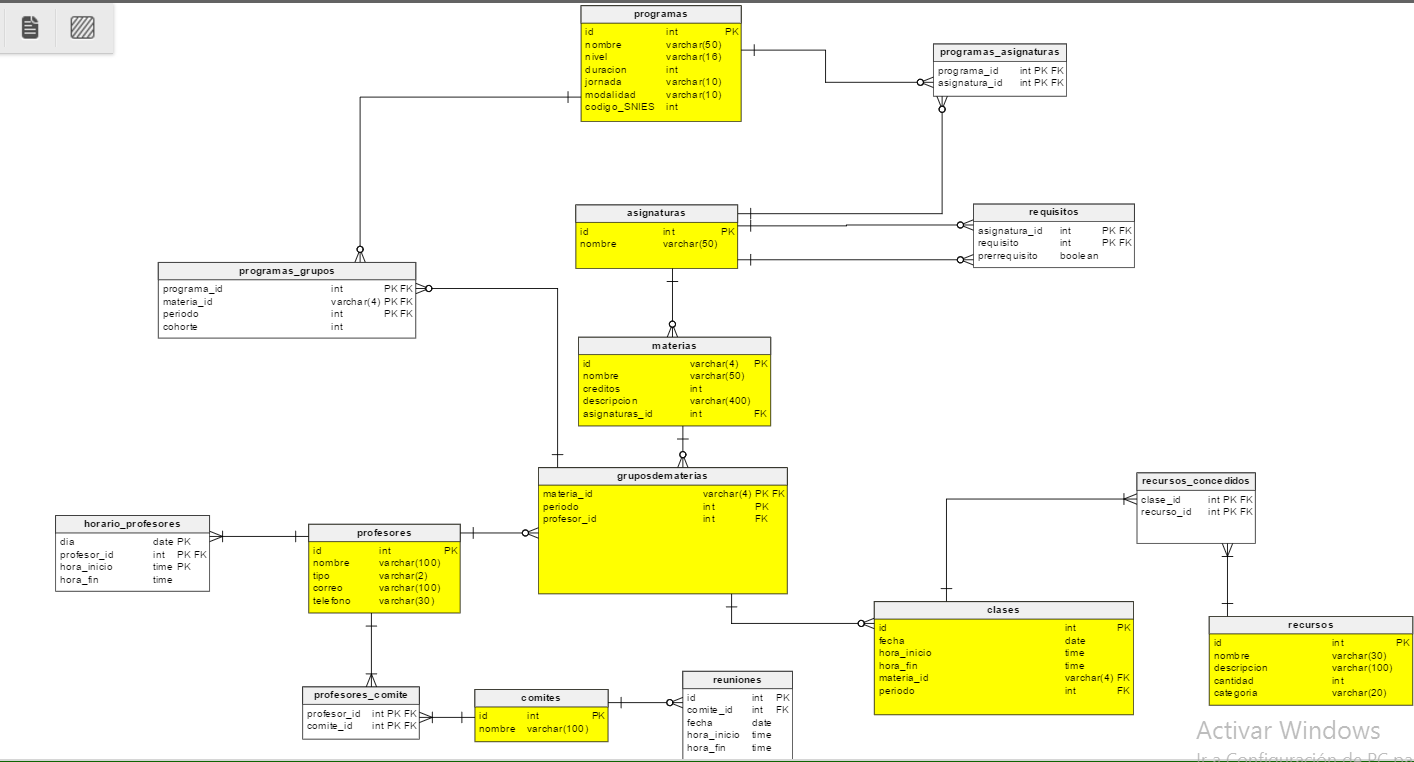 programas
id int PK
nombre varchar(50)
nivel varchar(16)
duracion int
jornada varchar(10)
modalidad varchar(10)
codigo_SNIES int
programas_asignaturas
programa_id int PK FK
asignatura_id int PK FK
asignaturas
id int PK
nombre varchar(50)
requisitos
asignatura_id int PK FK
requisito int PK FK
prerrequisito boolean
programas_grupos
programa_id int PK FK
materia_id varchar(4) PK FK
periodo int PK FK
cohorte int
materias
id varchar(4) PK
nombre varchar(50)
creditos int
descripcion varchar(400)
asignaturas_id int FK
gruposdematerias
materia_id varchar(4) PK FK
periodo int PK
profesor_id int FK
recursos_concedidos
clase_id int PK FK
recurso_id int PK FK
horario_profesores
dia date PK
profesor_id int PK FK
hora_inicio time PK
hora_fin time
profesores
id int PK
nombre varchar(100)
tipo varchar(2)
correo varchar(100)
telefono varchar(30)
clases
id int PK
fecha date
hora_inicio time
hora_fin time
materia_id varchar(4) FK
periodo int FK
recursos
id int PK
nombre varchar(30)
descripcion varchar(100)
cantidad int
categoria varchar(20)
profesores_comite
profesor_id int PK FK
comite_id int PK FK
comites
id int PK
nombre varchar(100)
reuniones
id int PK
comite_id int FK
fecha date
hora_inicio time
hora_fin time
Activar Windows
Ir a Configuración de PC pa